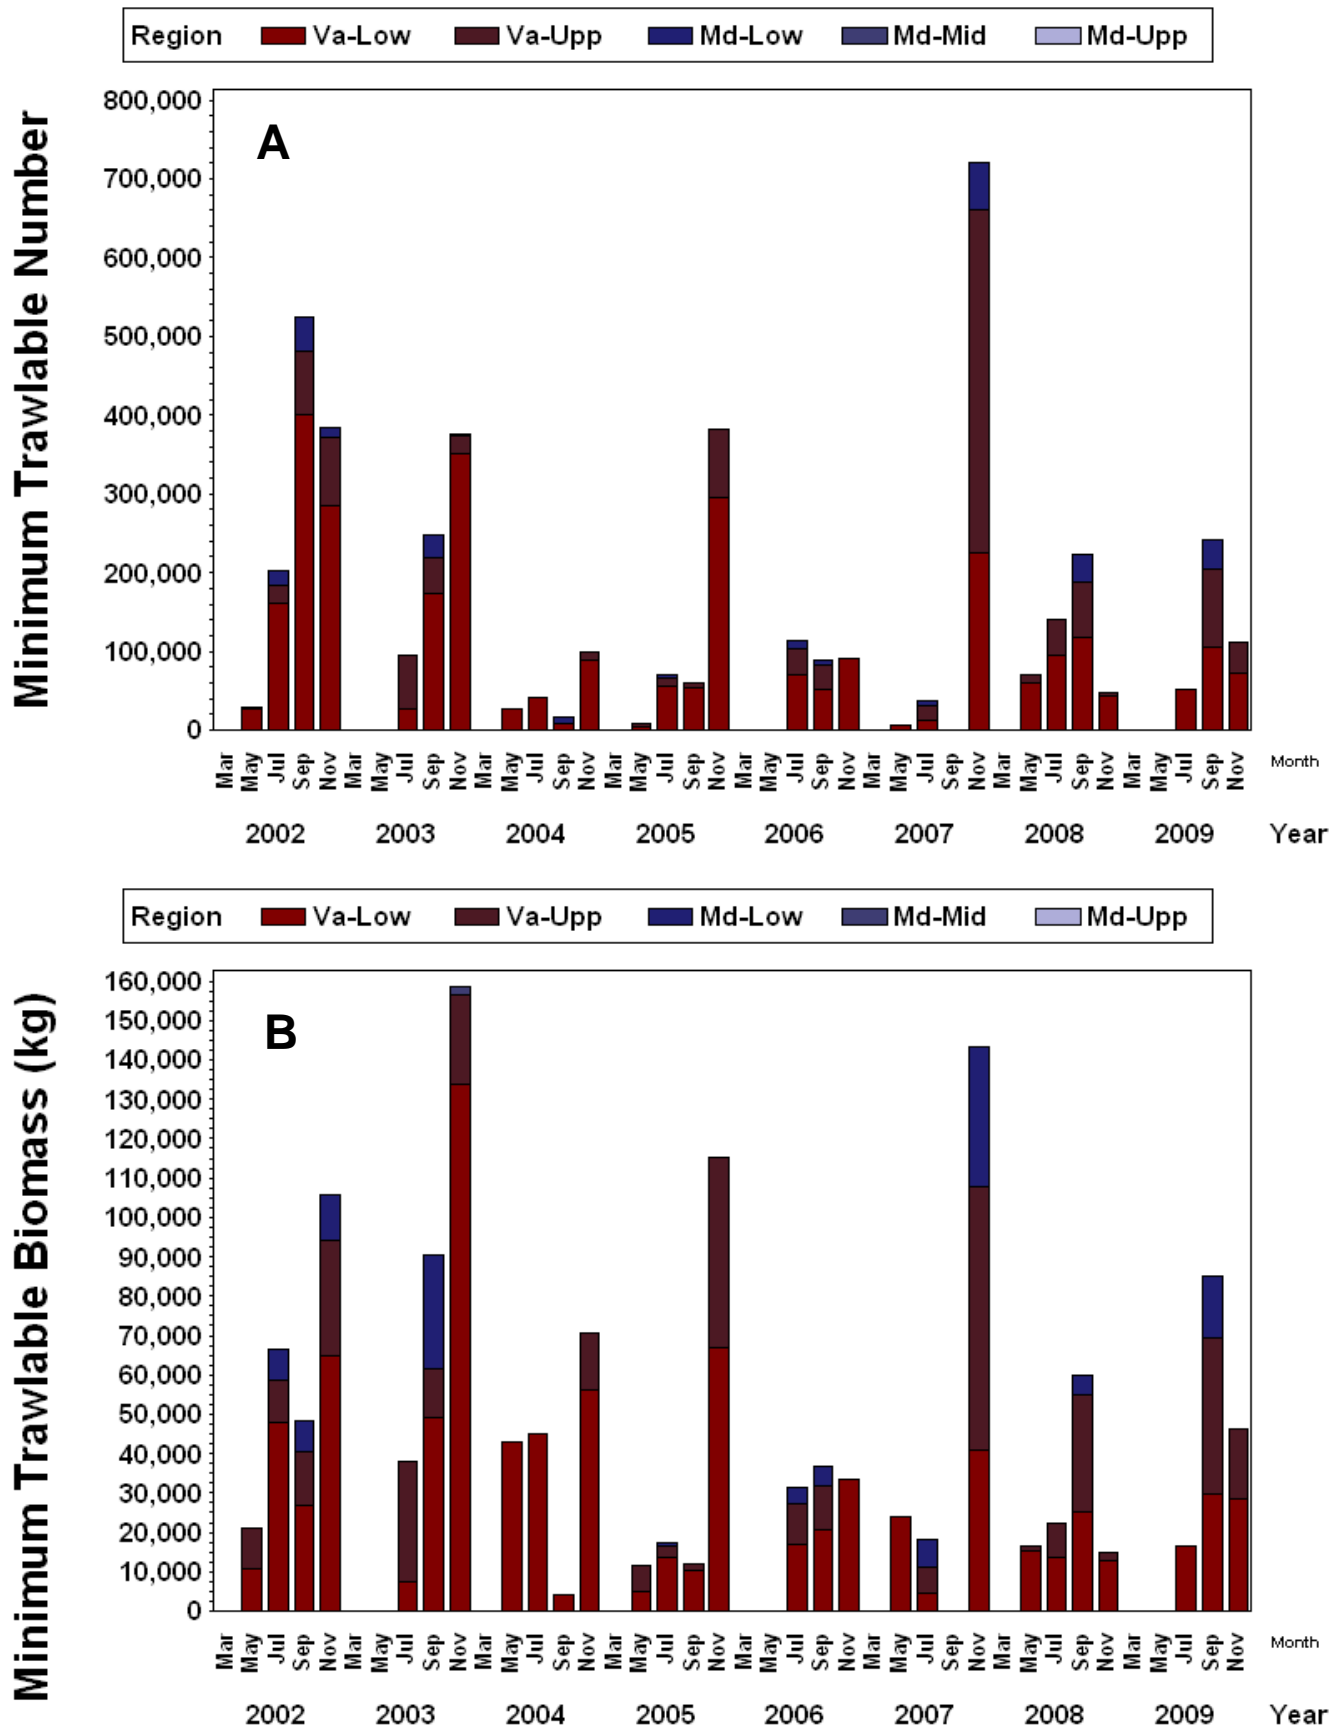 Region Va-Low Va-Upp Md-Low Md-Mid Md-Upp
Minimum Trawlable Number
A
800,000
700,000
600,000
500,000
400,000
300,000
200,000
100,000
0
Mar May Jul Sep Nov Mar May Jul Sep Nov Mar May Jul Sep Nov Mar May Jul Sep Nov Mar May Jul Sep Nov Mar May Jul Sep Nov Mar May Jul Sep Nov Mar May Jul Sep Nov Month
2002 2003 2004 2005 2006 2007 2008 2009 Year
Region Va-Low Va-Upp Md-Low Md-Mid Md-Upp
Minimum Trawlable Biomass (kg)
B
160,000
150,000
140,000
130,000
120,000
110,000
100,000
90,000
80,000
70,000
60,000
50,000
40,000
30,000
20,000
10,000
0
Mar May Jul Sep Nov Mar May Jul Sep Nov Mar May Jul Sep Nov Mar May Jul Sep Nov Mar May Jul Sep Nov Mar May Jul Sep Nov Mar May Jul Sep Nov Mar May Jul Sep Nov Month
2002 2003 2004 2005 2006 2007 2008 2009 Year